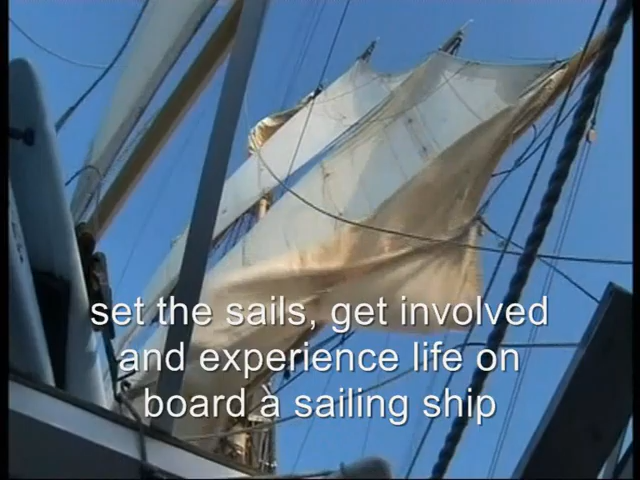 set the sails, get involved
and experience life on
board a sailing ship